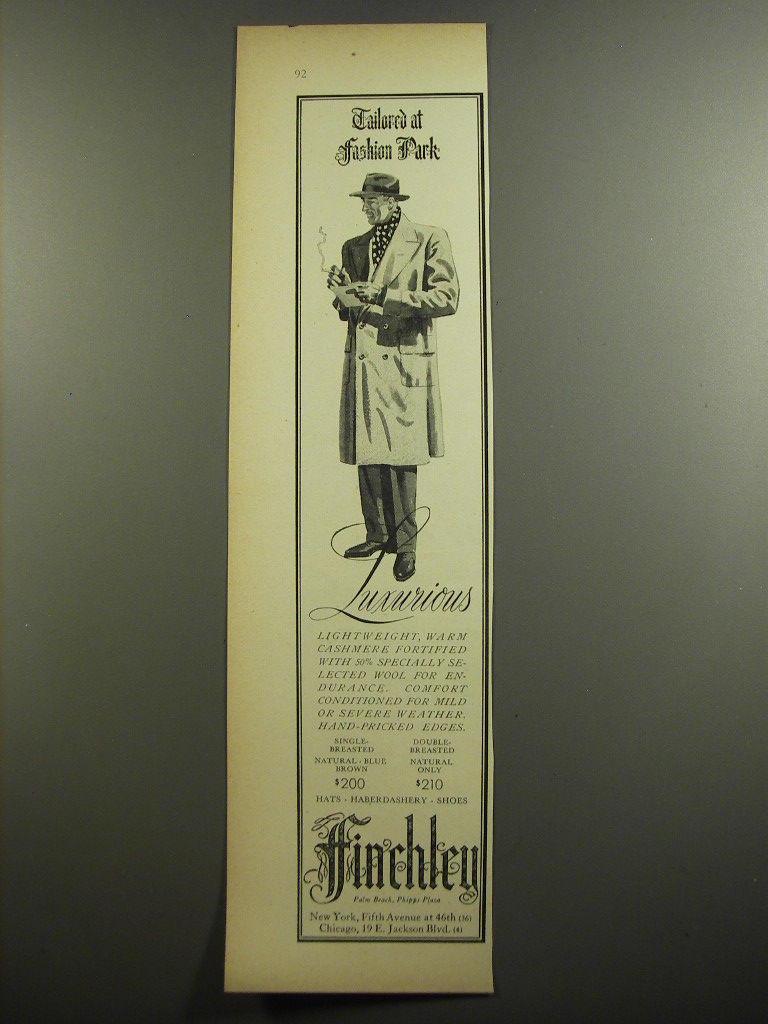 92
Tailored at
Fashion Park
Luxurious
LIGHTWEIGHT, WARM
CASHMERE FORTIFIED
WITH 50% SPECIALLY SE-
LECTED WOOL FOR EN-
DURANCE. COMFORT
CONDITIONED FOR MILD
OR SEVERE WEATHER.
HAND-PRICKED EDGES.
SINGLE-
BREASTED
NATURAL · BLUE
BROWN
$200
DOUBLE-
BREASTED
NATURAL
ONLY
$210
HATS · HABERDASHERY · SHOES
Finchley
Palm Beach, Phipps Plaza
New York, Fifth Avenue at 46th (36)
Chicago, 19 E. Jackson Blvd. (4)